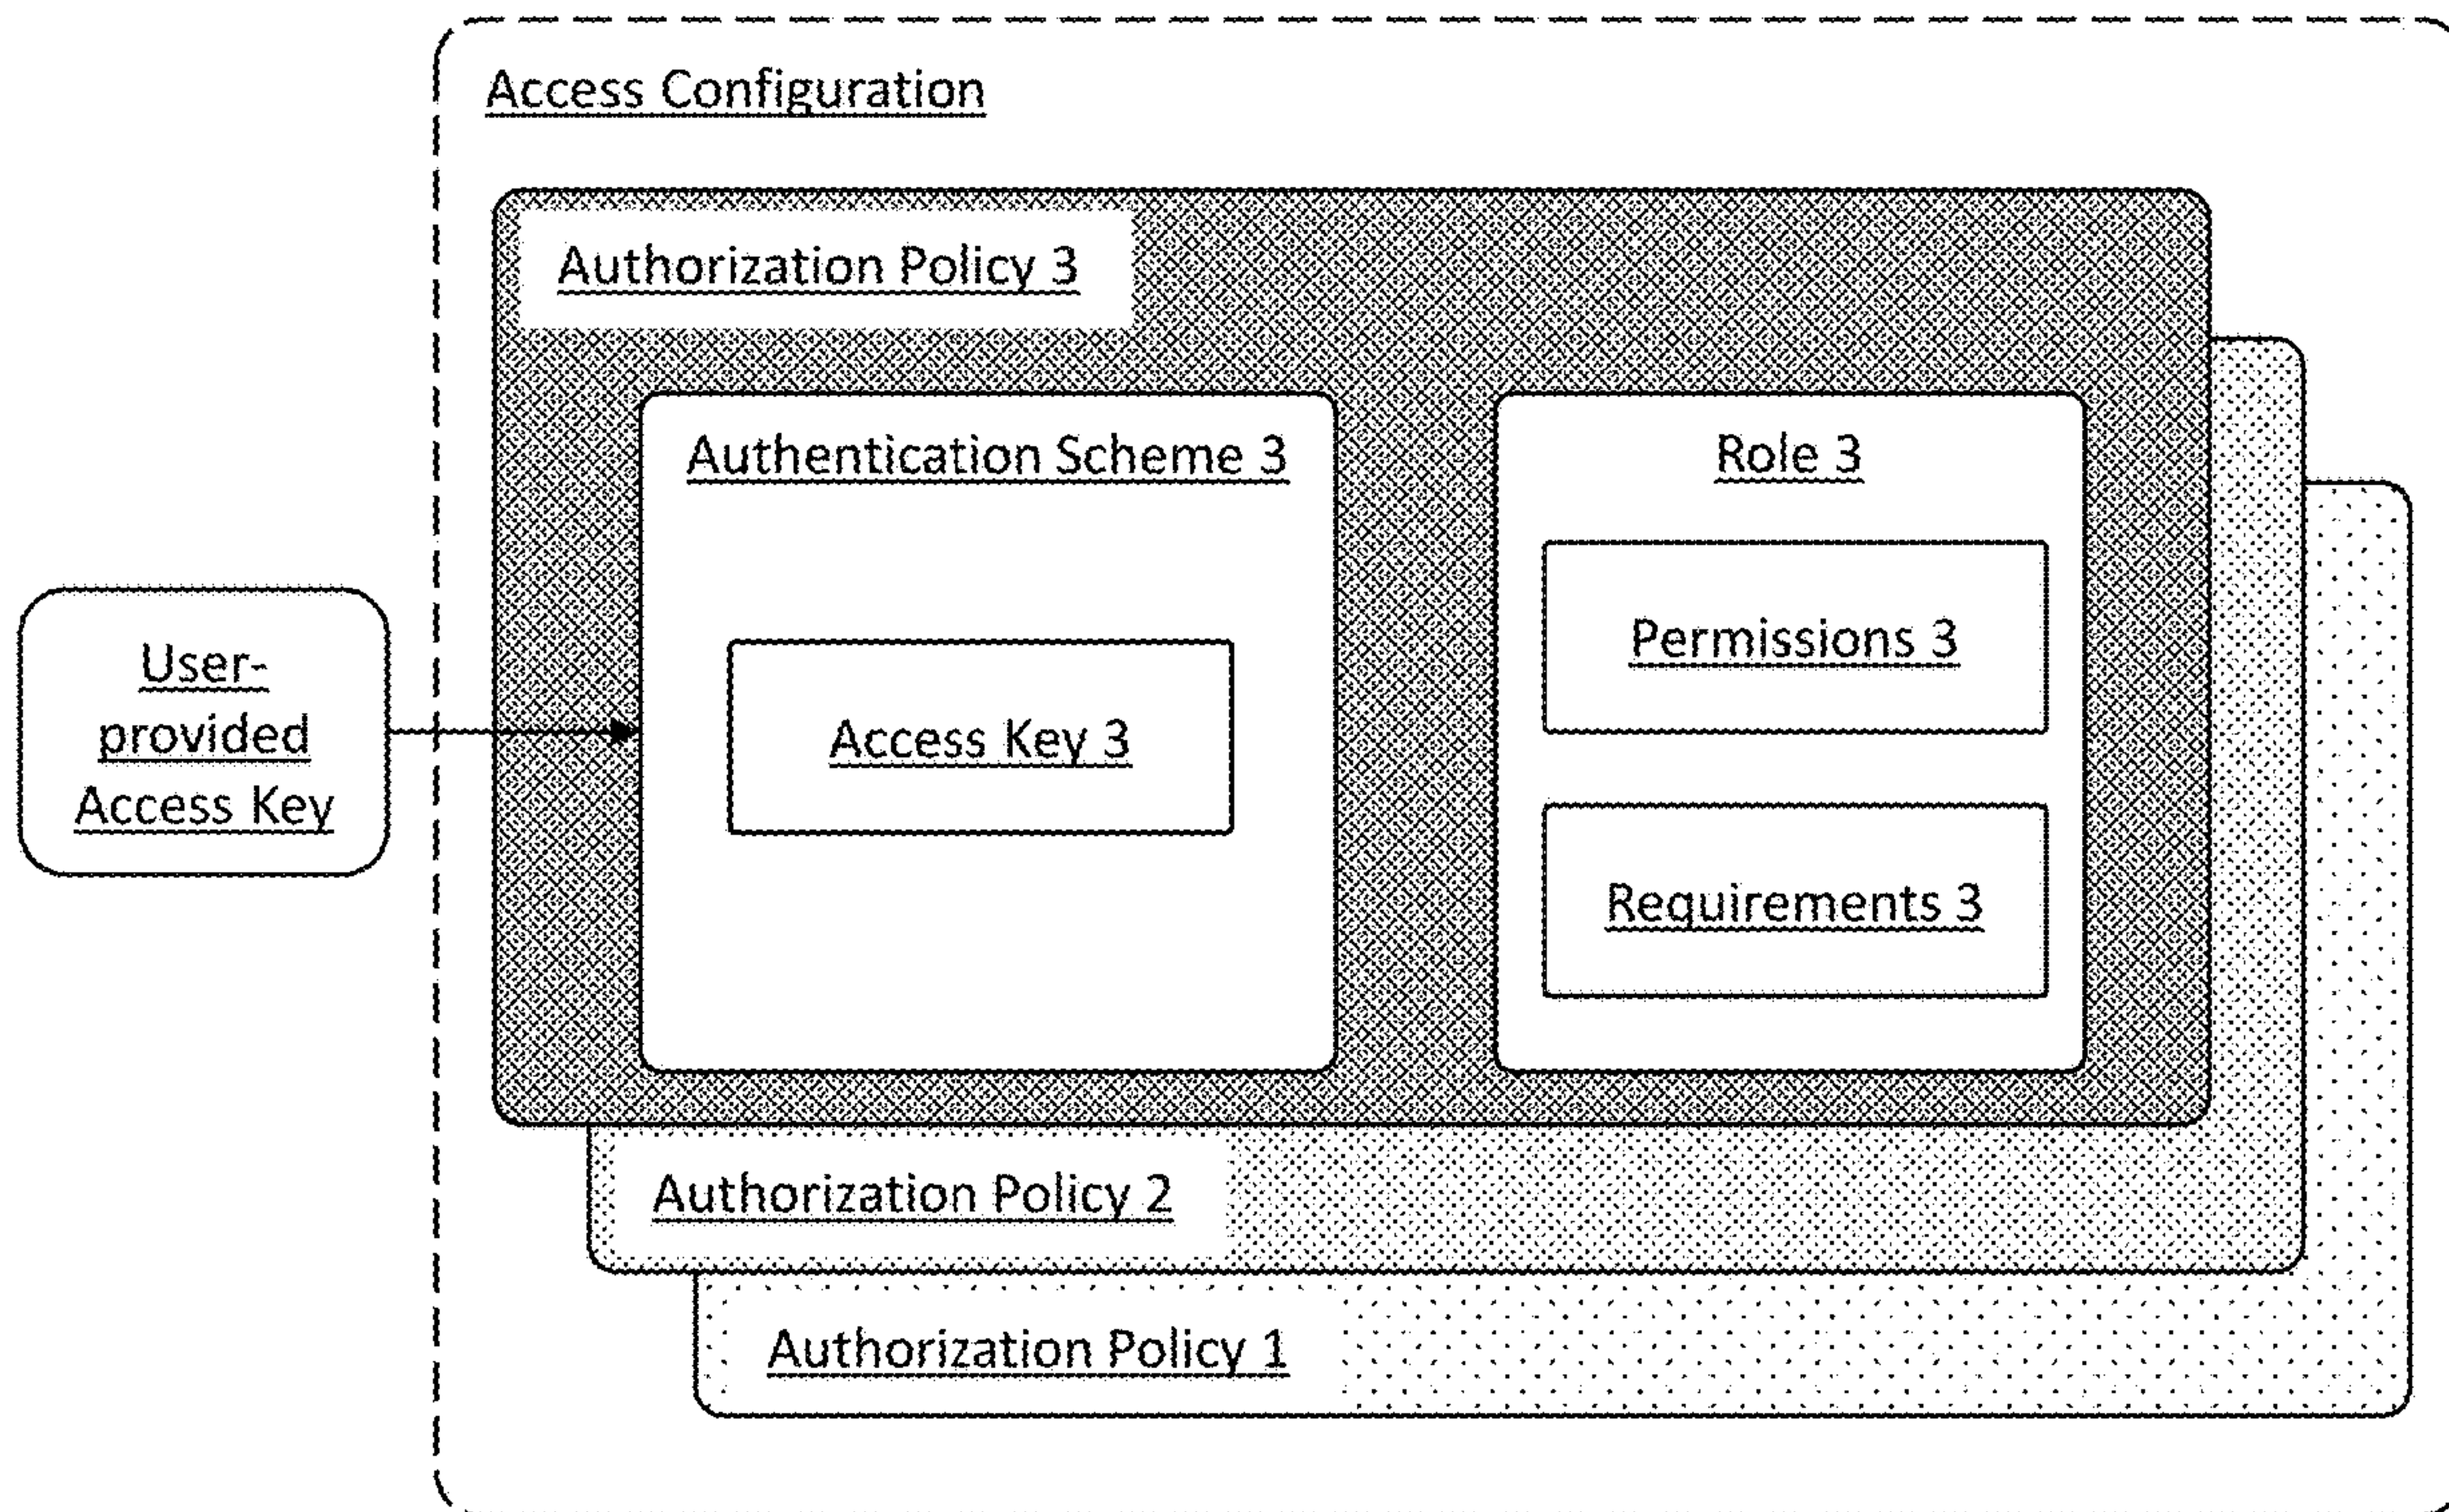 Access Configuration
Authorization Policy 3
Authentication Scheme 3
Role 3
User-
provided
Access Key
Access Key 3
Permissions 3
Requirements 3
Authorization Policy 2
Authorization Policy 1